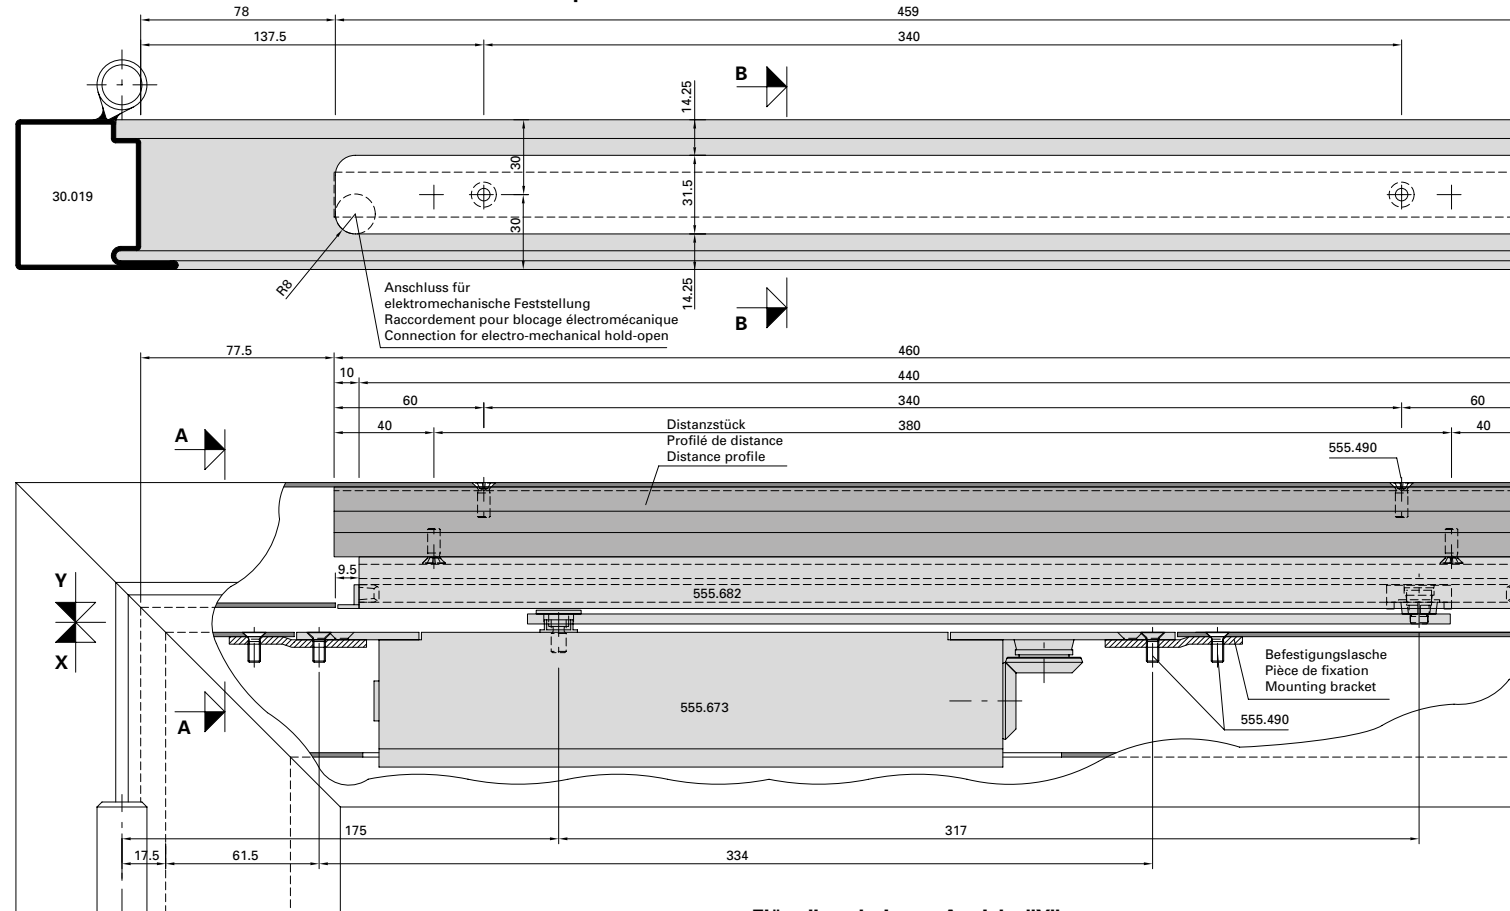 78
459
137.5
340
B
14.25
30
30.019
31.5
30
R8
14.25
Anschluss für
elektromechanische Feststellung
Raccordement pour blocage électromécanique
Connection for electro-mechanical hold-open
B
77.5
460
10
440
60
340
60
40
380
40
A
Distanzstück
Profilé de distance
Distance profile
555.490
9.5
555.682
Y
X
A
555.673
Befestigungslasche
Pièce de fixation
Mounting bracket
555.490
175
317
17.5
61.5
334